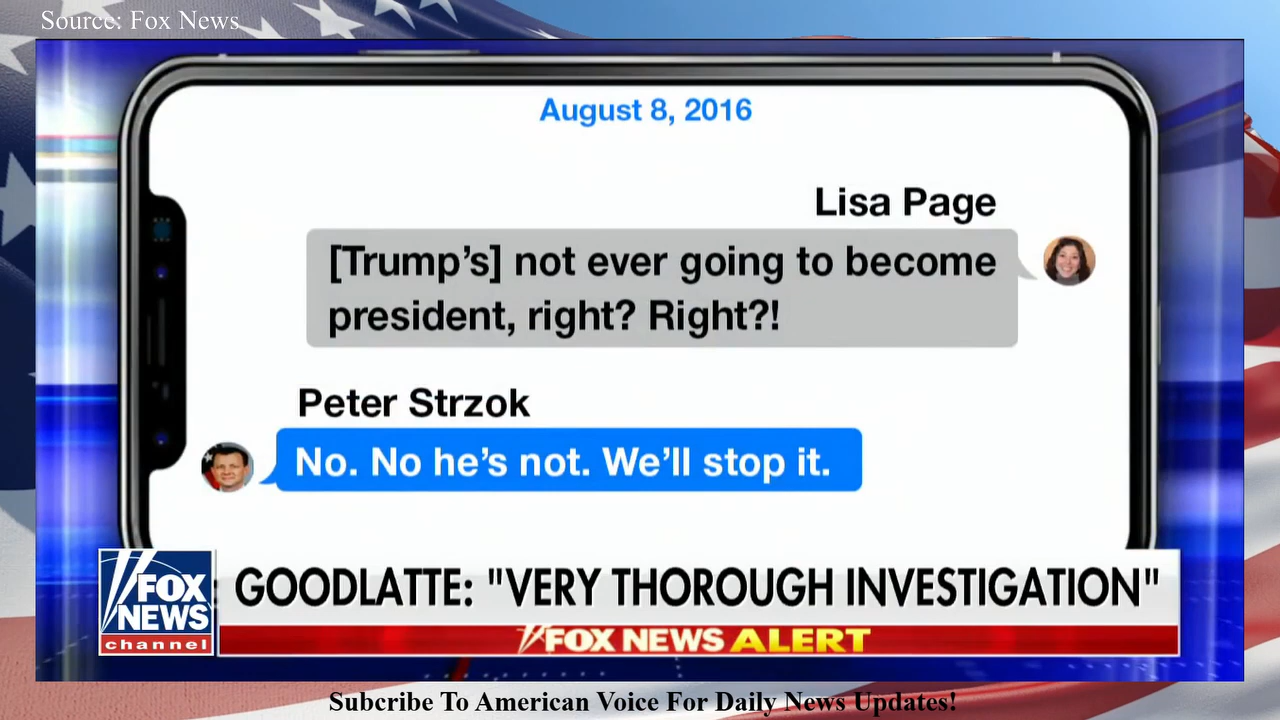 Source: Fox News
August 8, 2016
Lisa Page
[Trump's] not ever going to become
president, right? Right?!
Peter Strzok
No. No he's not. We'll stop it.
FOX
NEWS
channel
GOODLATTE: "VERY THOROUGH INVESTIGATION"
FOX NEWS ALERT
Subcribe To American Voice For Daily News Updates!